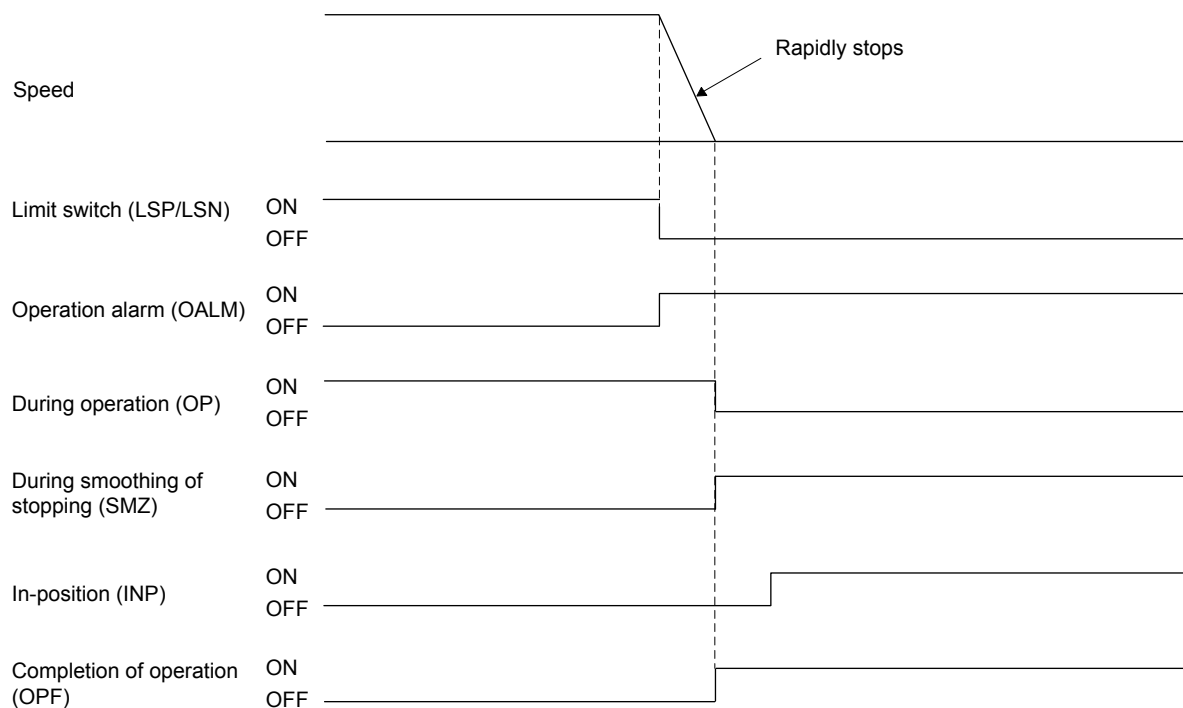 Rapidly stops
Speed
Limit switch (LSP/LSN)
ON
OFF
Operation alarm (OALM)
ON
OFF
During operation (OP)
ON
OFF
During smoothing of
stopping (SMZ)
ON
OFF
In-position (INP)
ON
OFF
Completion of operation
(OPF)
ON
OFF